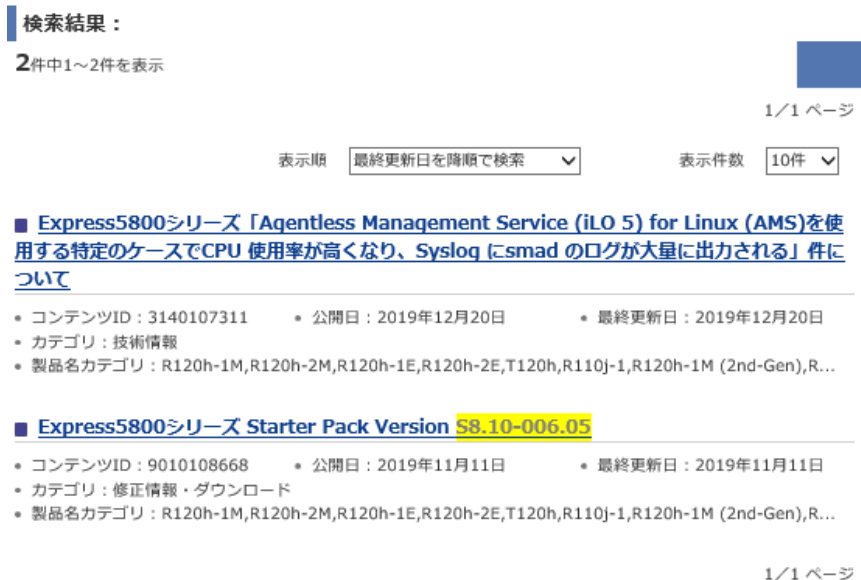 検索結果：
2件中1～2件を表示
1／1 ページ
表示順 最終更新日を降順で検索 表示件数 10件
Express5800シリーズ「Agentless Management Service (iLO 5) for Linux (AMS)を使
用する特定のケースでCPU 使用率が高くなり、Syslog にsmad のログが大量に出力される」件に
ついて
コンテンツID：3140107311 公開日：2019年12月20日 最終更新日：2019年12月20日
カテゴリ：技術情報
製品名カテゴリ：R120h-1M,R120h-2M,R120h-1E,R120h-2E,T120h,R110j-1,R120h-1M (2nd-Gen),R...
Express5800シリーズ Starter Pack Version S8.10-006.05
コンテンツID：9010108668 公開日：2019年11月11日 最終更新日：2019年11月11日
カテゴリ：修正情報・ダウンロード
製品名カテゴリ：R120h-1M,R120h-2M,R120h-1E,R120h-2E,T120h,R110j-1,R120h-1M (2nd-Gen),R...
1／1 ページ